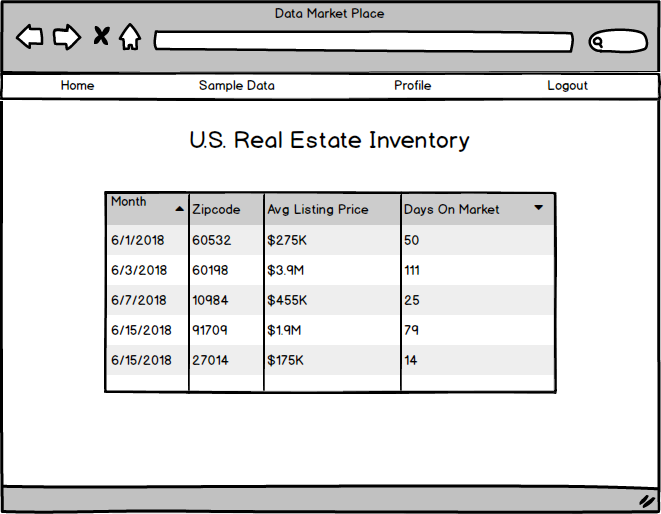 Data Market Place
Home Sample Data Profile Logout
U.S. Real Estate Inventory
Month Zipcode Avg Listing Price Days On Market
6/1/2018 60532 $275K 50
6/3/2018 60198 $3.9M 111
6/7/2018 10984 $455K 25
6/15/2018 91709 $1.9M 79
6/15/2018 27014 $175K 14